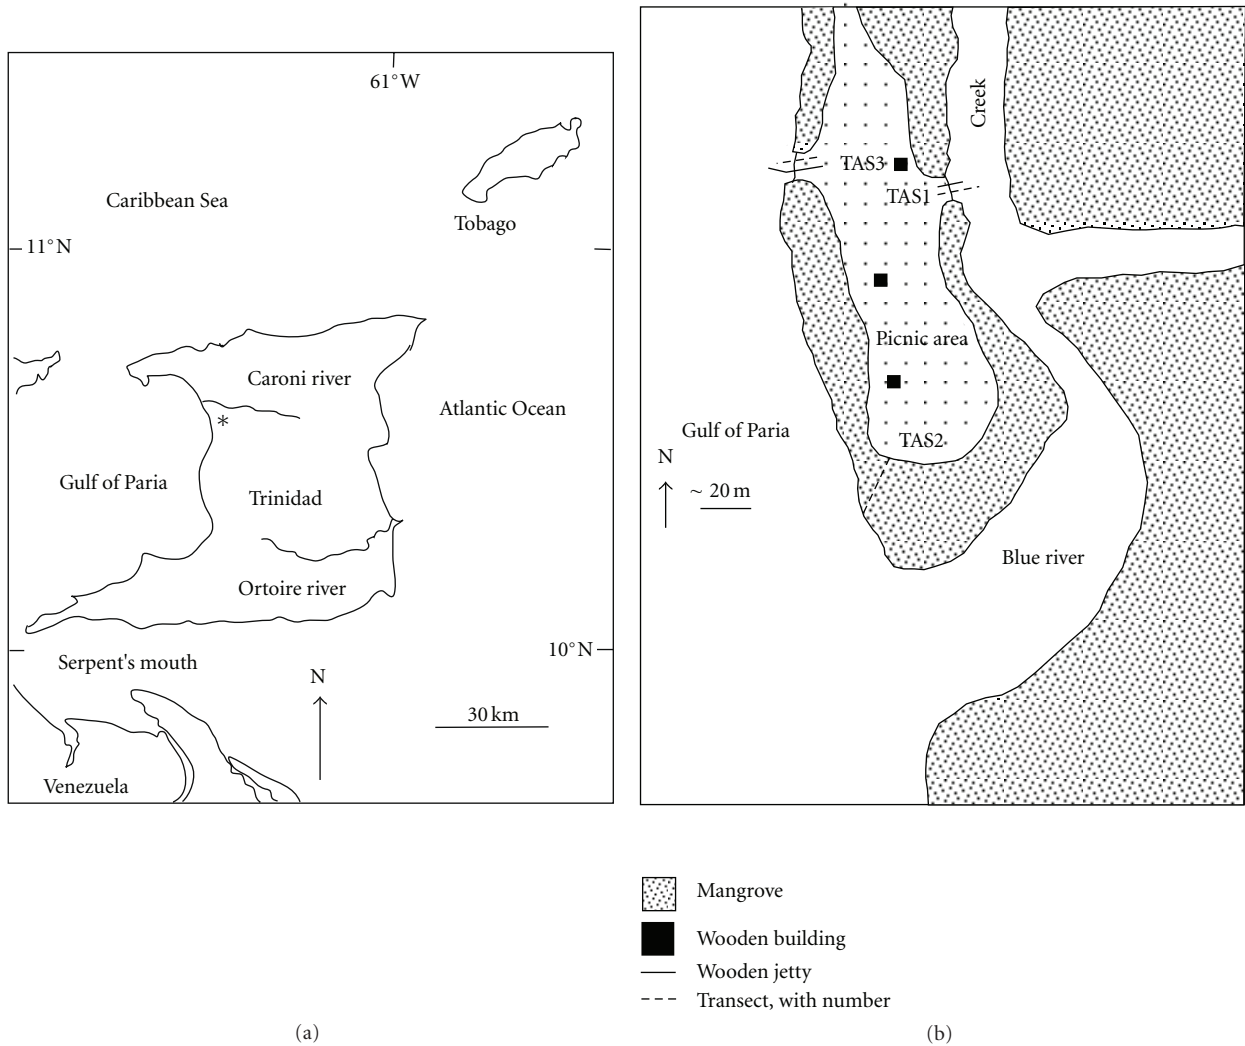 61°W
Caribbean Sea
Tobago
11°N
Caroni river
*
Atlantic Ocean
Gulf of Paria
Trinidad
Ortoire river
10°N
Serpent's mouth
N
30 km
Venezuela
(a)
Creek
TAS3
TAS1
Picnic area
Gulf of Paria
TAS2
N
~ 20 m
Blue river
Mangrove
Wooden building
Wooden jetty
Transect, with number
(b)